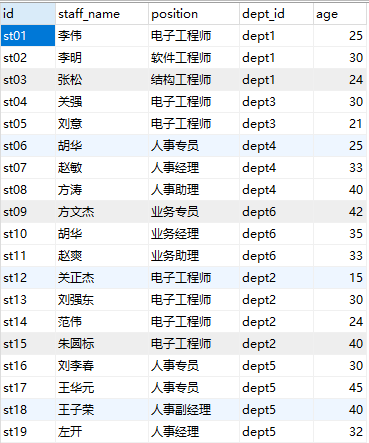 id staff_name position dept_id age
st01 李伟 电子工程师 dept1 25
st02 李明 软件工程师 dept1 30
st03 张松 结构工程师 dept1 24
st04 关强 电子工程师 dept3 30
st05 刘意 电子工程师 dept3 21
st06 胡华 人事专员 dept4 25
st07 赵敏 人事经理 dept4 33
st08 方涛 人事助理 dept4 40
st09 方文杰 业务专员 dept6 42
st10 胡华 业务经理 dept6 35
st11 赵爽 业务助理 dept6 33
st12 关正杰 电子工程师 dept2 15
st13 刘强东 电子工程师 dept2 30
st14 范伟 电子工程师 dept2 24
st15 朱圆标 电子工程师 dept2 40
st16 刘李春 人事专员 dept5 30
st17 王华元 人事专员 dept5 45
st18 王子荣 人事副经理 dept5 40
st19 左开 人事经理 dept5 32